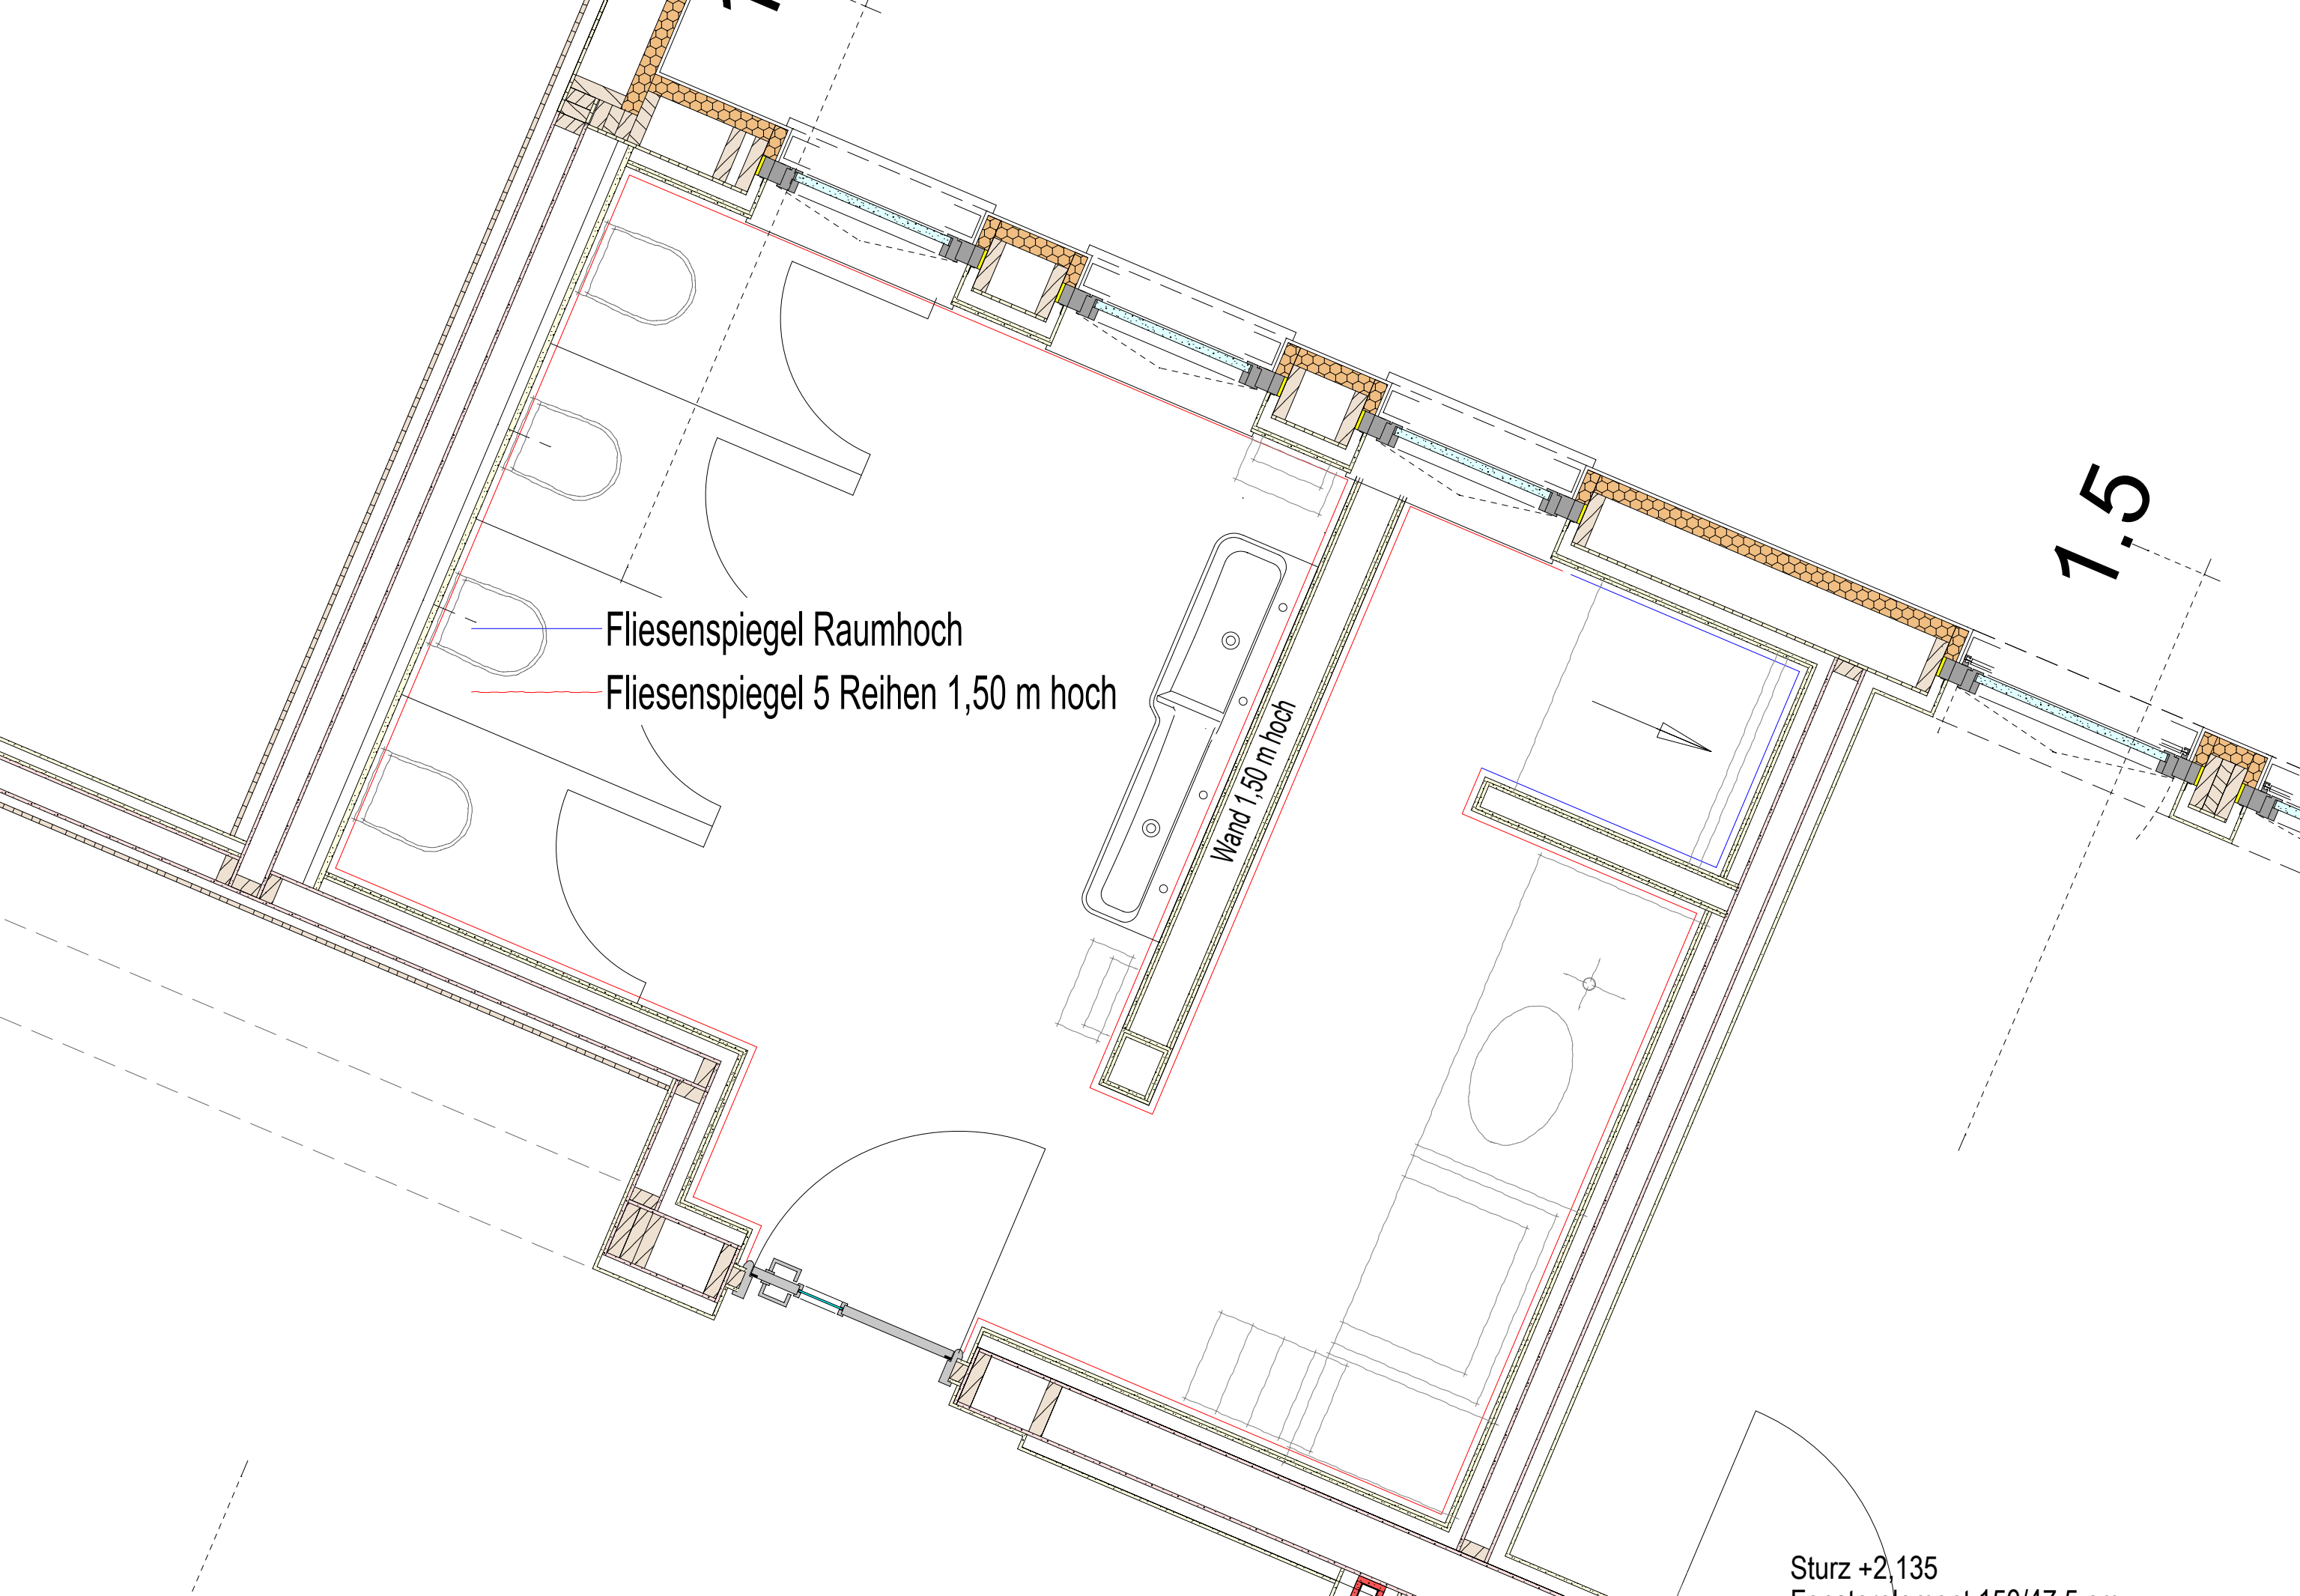 1.5
Fliesenspiegel Raumhoch
Fliesenspiegel 5 Reihen 1,50 m hoch
Wand 1,50 m hoch
Sturz +2,135